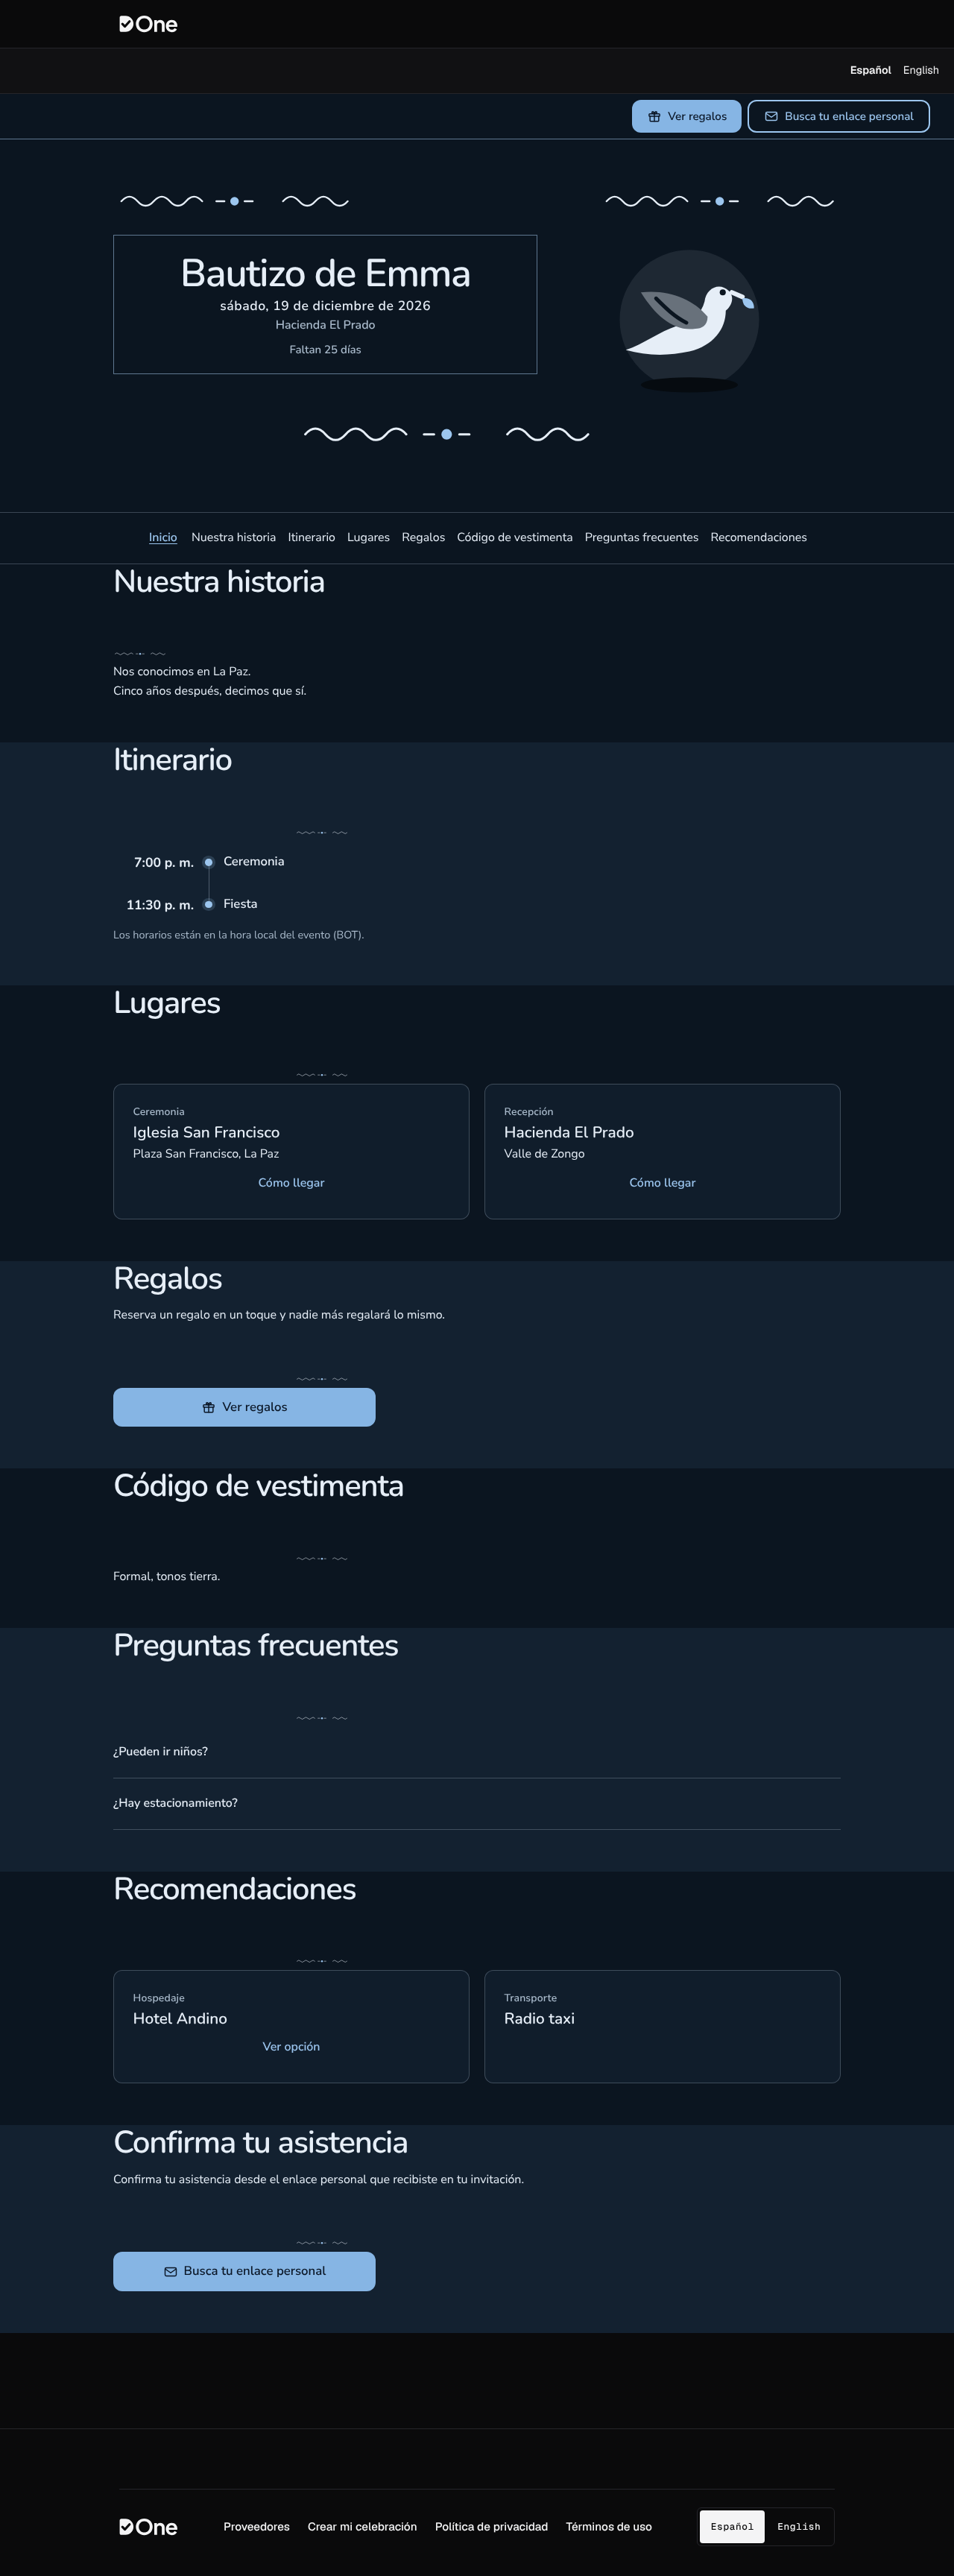 One
Español English
Ver regalos Busca tu enlace personal
Bautizo de Emma
sábado, 19 de diciembre de 2026
Hacienda El Prado
Faltan 25 días
Inicio Nuestra historia Itinerario Lugares Regalos Código de vestimenta Preguntas frecuentes Recomendaciones
Nuestra historia
Nos conocimos en La Paz.
Cinco años después, decimos que sí.
Itinerario
7:00 p. m. Ceremonia
11:30 p. m. Fiesta
Los horarios están en la hora local del evento (BOT).
Lugares
Ceremonia
Iglesia San Francisco
Plaza San Francisco, La Paz
Cómo llegar
Recepción
Hacienda El Prado
Valle de Zongo
Cómo llegar
Regalos
Reserva un regalo en un toque y nadie más regalará lo mismo.
Ver regalos
Código de vestimenta
Formal, tonos tierra.
Preguntas frecuentes
¿Pueden ir niños?
¿Hay estacionamiento?
Recomendaciones
Hospedaje
Hotel Andino
Ver opción
Transporte
Radio taxi
Confirma tu asistencia
Confirma tu asistencia desde el enlace personal que recibiste en tu invitación.
Busca tu enlace personal
One Proveedores Crear mi celebración Política de privacidad Términos de uso Español English